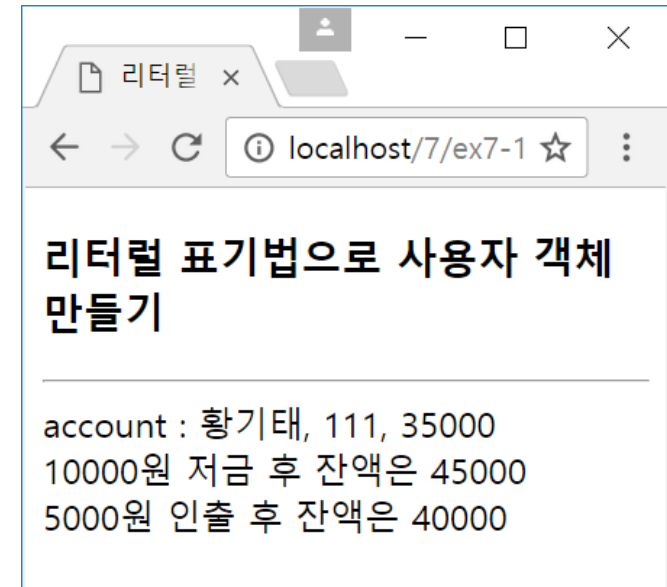 리터럴
localhost/7/ex7-1
리터럴 표기법으로 사용자 객체
만들기
account : 황기태, 111, 35000
10000원 저금 후 잔액은 45000
5000원 인출 후 잔액은 40000